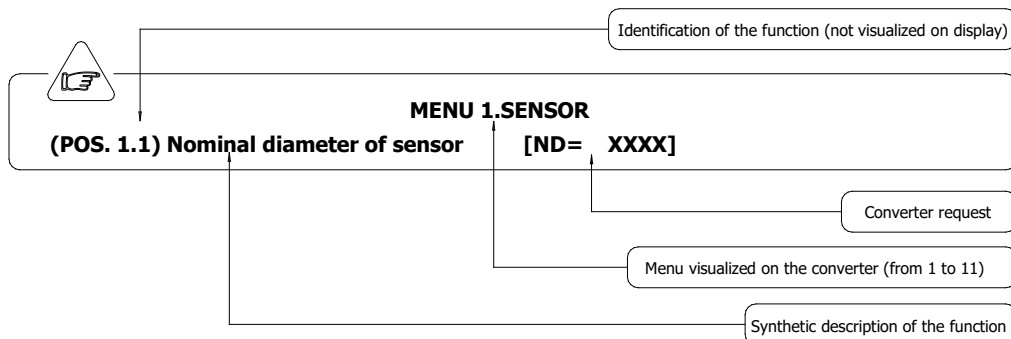 Identification of the function (not visualized on display)
MENU 1.SENSOR
(POS. 1.1) Nominal diameter of sensor [ND= XXXX]
Converter request
Menu visualized on the converter (from 1 to 11)
Synthetic description of the function